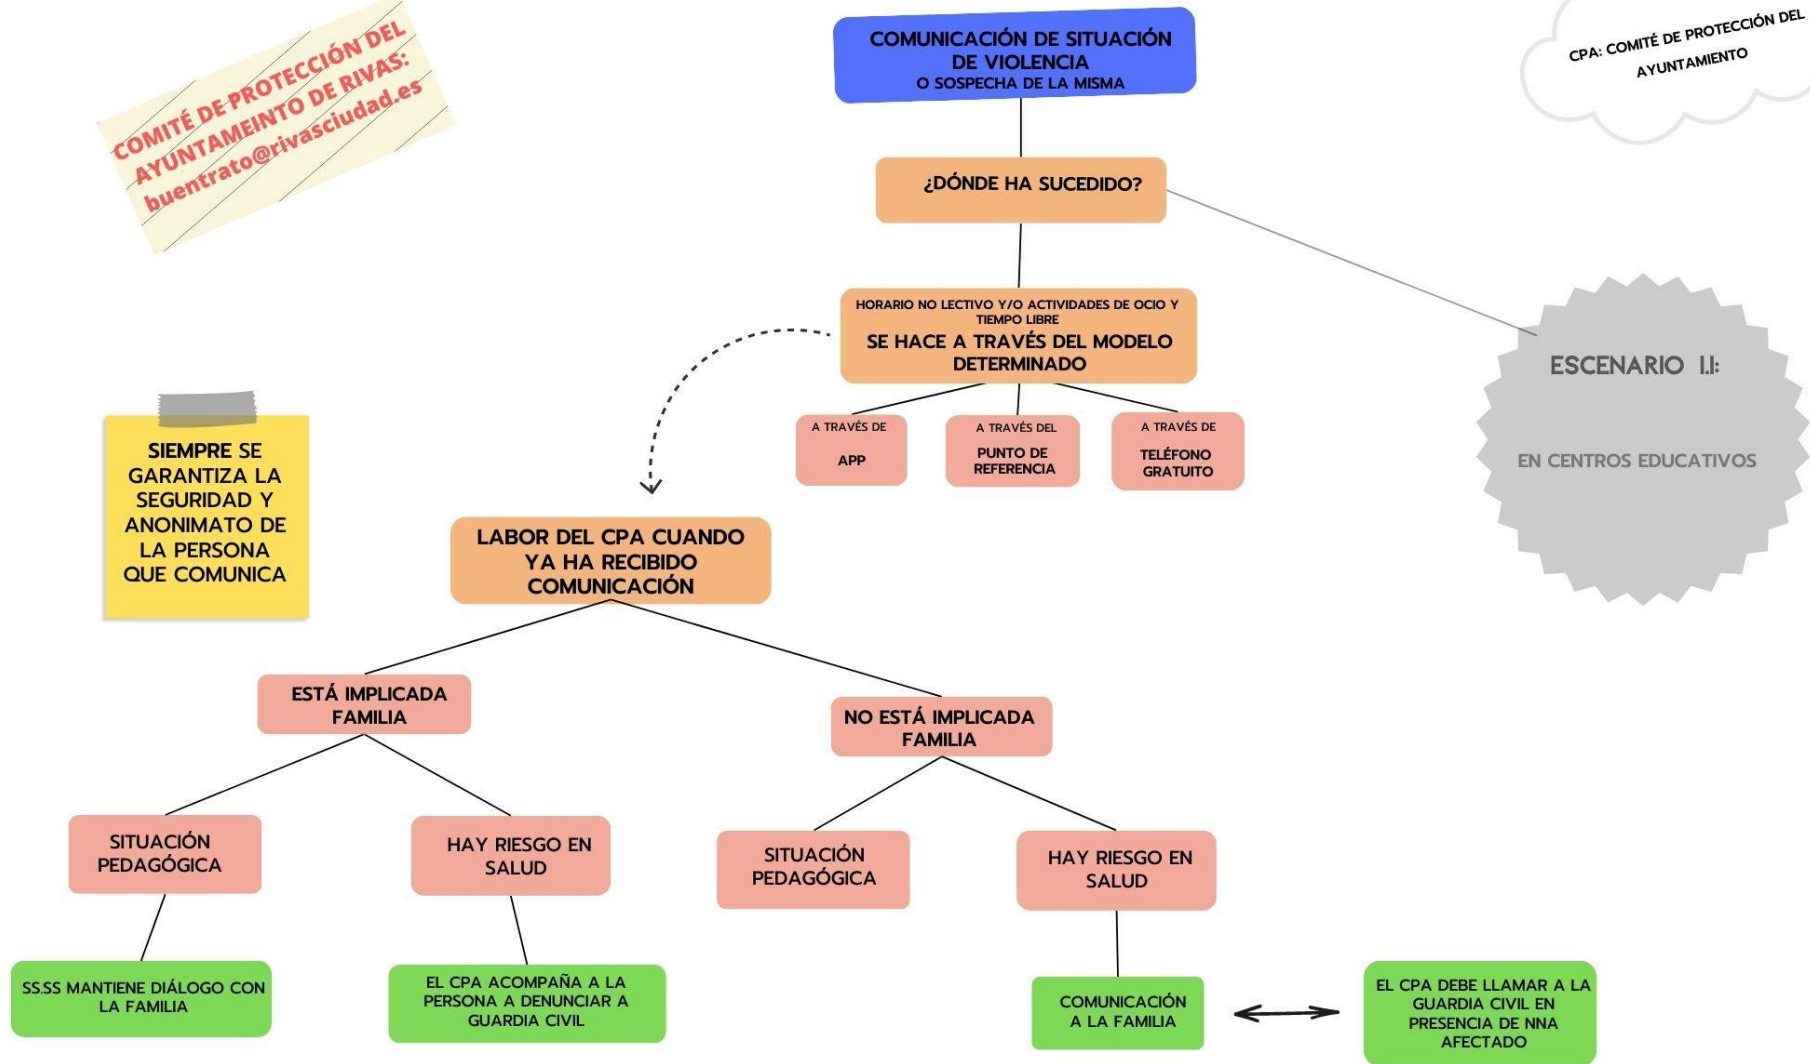 COMITÉ DE PROTECCIÓN DEL
AYUNTAMEINTO DE RIVAS:
buentrato@rivasciudad.es
COMUNICACIÓN DE SITUACIÓN
DE VIOLENCIA
O SOSPECHA DE LA MISMA
CPA: COMITÉ DE PROTECCIÓN DEL
AYUNTAMIENTO
¿DÓNDE HA SUCEDIDO?
HORARIO NO LECTIVO Y/O ACTIVIDADES DE OCIO Y
TIEMPO LIBRE
SE HACE A TRAVÉS DEL MODELO
DETERMINADO
ESCENARIO 1.1:
EN CENTROS EDUCATIVOS
A TRAVÉS DE
APP
A TRAVÉS DEL
PUNTO DE
REFERENCIA
A TRAVÉS DE
TELÉFONO
GRATUITO
SIEMPRE SE
GARANTIZA LA
SEGURIDAD Y
ANONIMATO DE
LA PERSONA
QUE COMUNICA
LABOR DEL CPA CUANDO
YA HA RECIBIDO
COMUNICACIÓN
ESTÁ IMPLICADA
FAMILIA
NO ESTÁ IMPLICADA
FAMILIA
SITUACIÓN
PEDAGÓGICA
HAY RIESGO EN
SALUD
SITUACIÓN
PEDAGÓGICA
HAY RIESGO EN
SALUD
SS.SS MANTIENE DIÁLOGO CON
LA FAMILIA
EL CPA ACOMPAÑA A LA
PERSONA A DENUNCIAR A
GUARDIA CIVIL
COMUNICACIÓN
A LA FAMILIA
EL CPA DEBE LLAMAR A LA
GUARDIA CIVIL EN
PRESENCIA DE NNA
AFECTADO